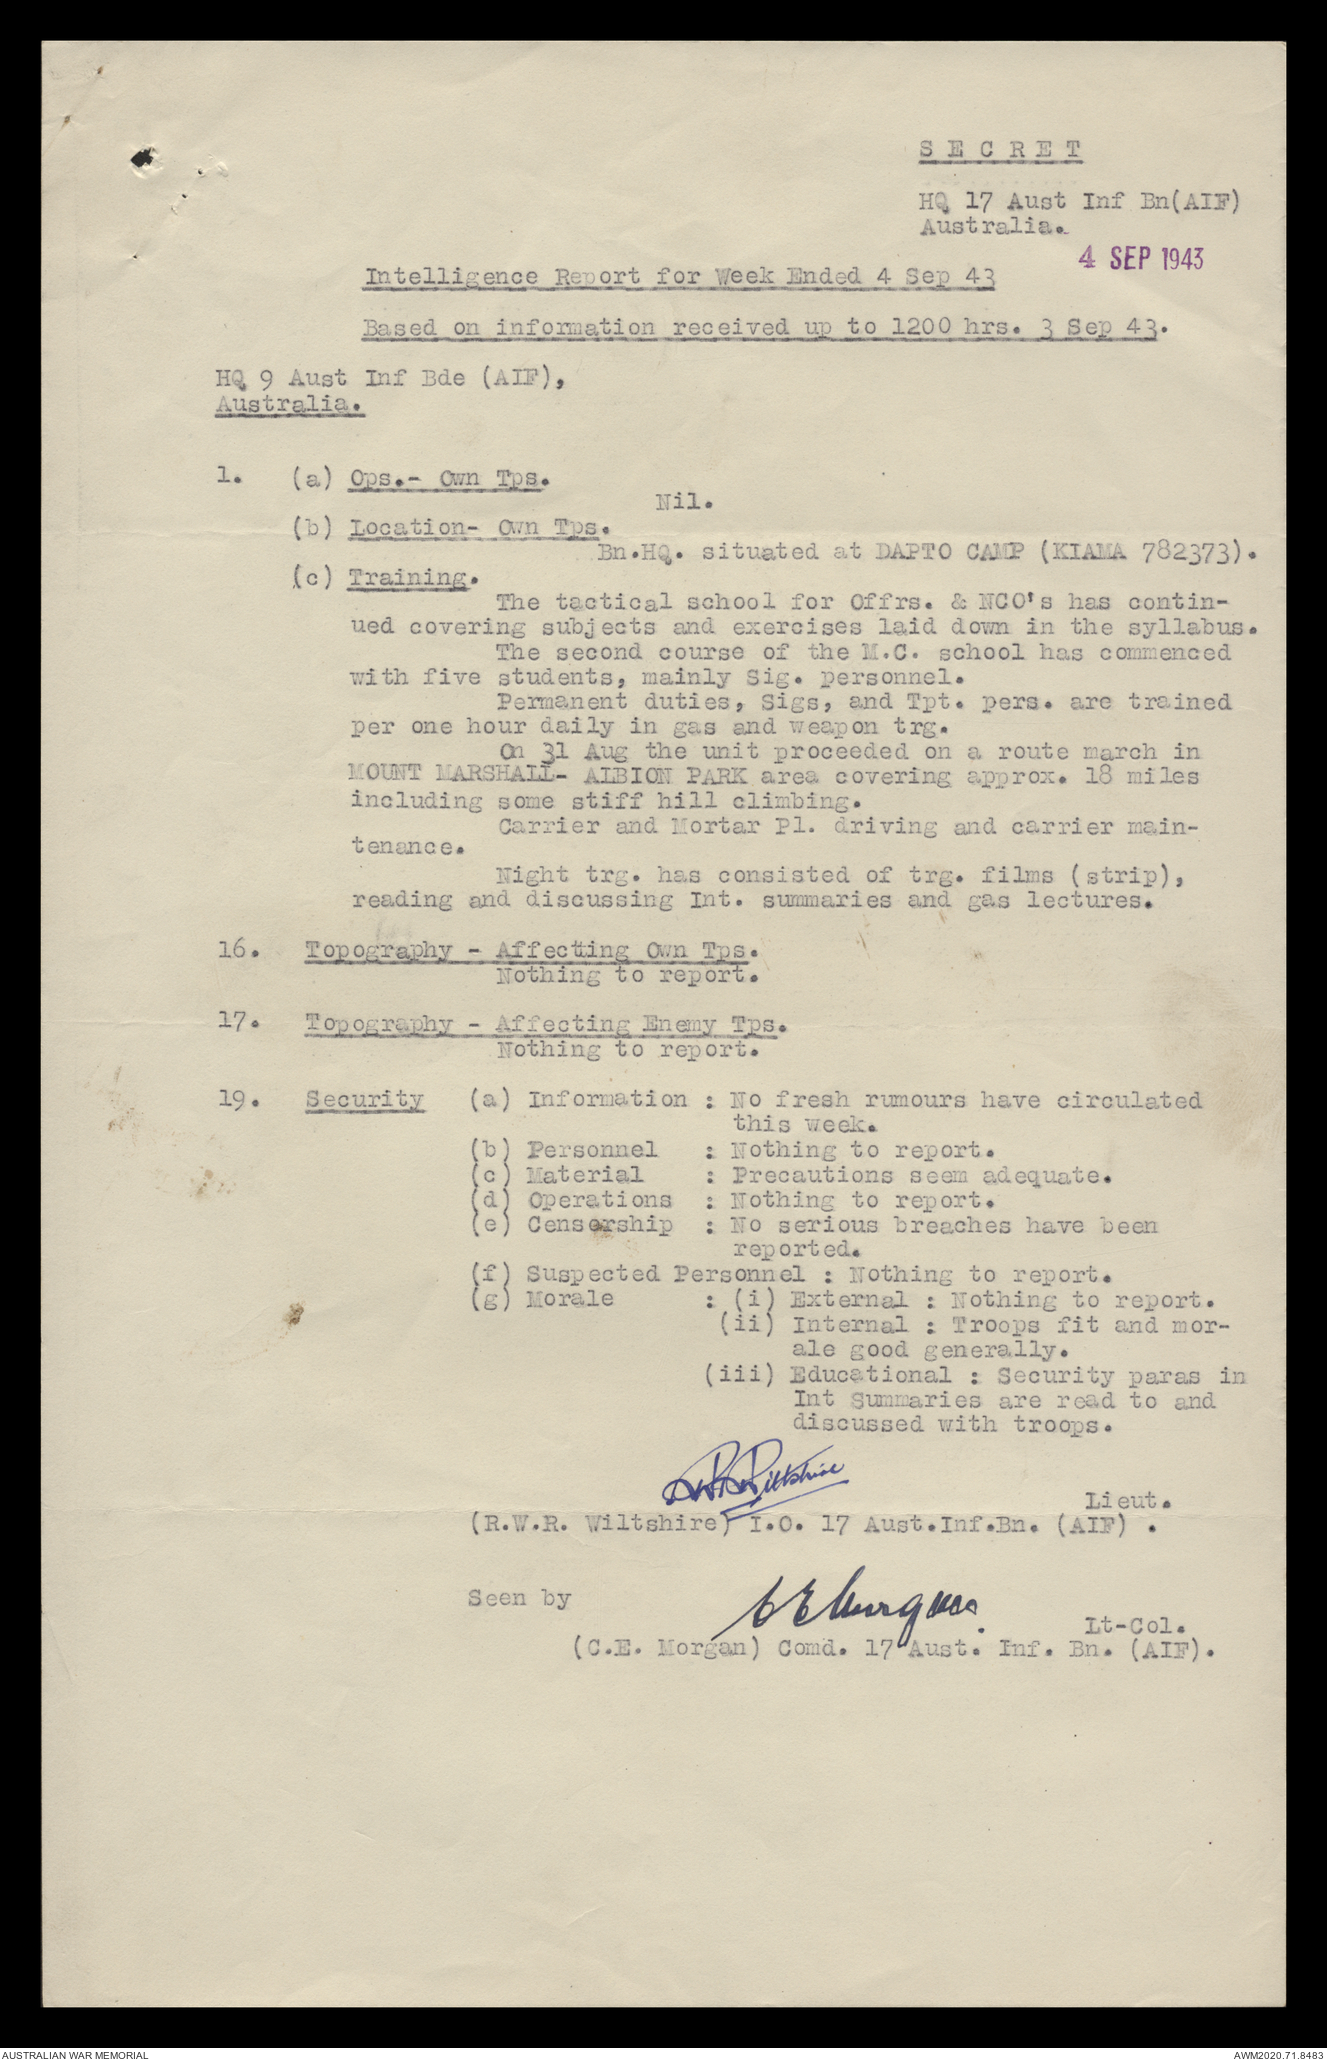 S E C R E T
HQ 17 Aust Inf Bn(AIF)
Australia.
4 SEP 1943
Intelligence Report for Week Ended 4 Sep 43
Based on information received up to 1200 hrs. 3 Sep 43.
HQ 9 Aust Inf Bde (AIF),
Australia.
1. (a) Ops.- Own Tps.
Nil.
(b) Location- Own Tps.
Bn.HQ. situated at DAPTO CAMP (KIAMA 782373).
(c) Training.
The tactical school for Offrs. & NCO's has contin-
ued covering subjects and exercises laid down in the syllabus.
The second course of the M.C. school has commenced
with five students, mainly Sig. personnel.
Permanent duties, Sigs, and Tpt. pers. are trained
per one hour daily in gas and weapon trg.
On 31 Aug the unit proceeded on a route march in
MOUNT MARSHALL- ALBION PARK area covering approx. 18 miles
including some stiff hill climbing.
Carrier and Mortar Pl. driving and carrier main-
tenance.
Night trg. has consisted of trg. films (strip),
reading and discussing Int. summaries and gas lectures.
16. Topography - Affecting Own Tps.
Nothing to report.
17. Topography - Affecting Enemy Tps.
Nothing to report.
19. Security (a) Information : No fresh rumours have circulated
this week.
(b) Personnel : Nothing to report.
(c) Material : Precautions seem adequate.
(d) Operations : Nothing to report.
(e) Censorship : No serious breaches have been
reported.
(f) Suspected Personnel : Nothing to report.
(g) Morale : (i) External : Nothing to report.
(ii) Internal : Troops fit and mor-
ale good generally.
(iii) Educational : Security paras in
Int Summaries are read to and
discussed with troops.
RWRWiltshire
Lieut.
(R.W.R. Wiltshire) I.O. 17 Aust.Inf.Bn. (AIF) .
Seen by
C E Morgan.
Lt-Col.
(C.E. Morgan) Comd. 17 Aust. Inf. Bn. (AIF).
AUSTRALIAN WAR MEMORIAL
AWM2020.71.8483